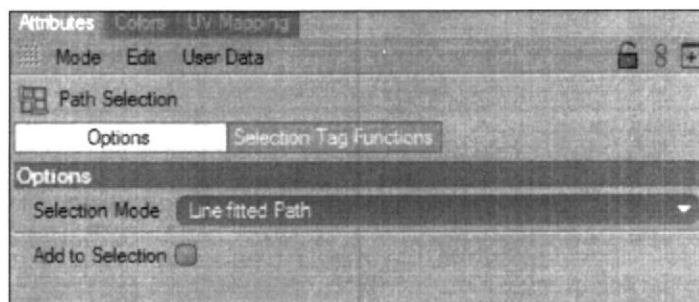 Attributes Colors UV Mapping
Mode Edit User Data
Path Selection
Options Selection Tag Functions
Options
Selection Mode Line fitted Path
Add to Selection